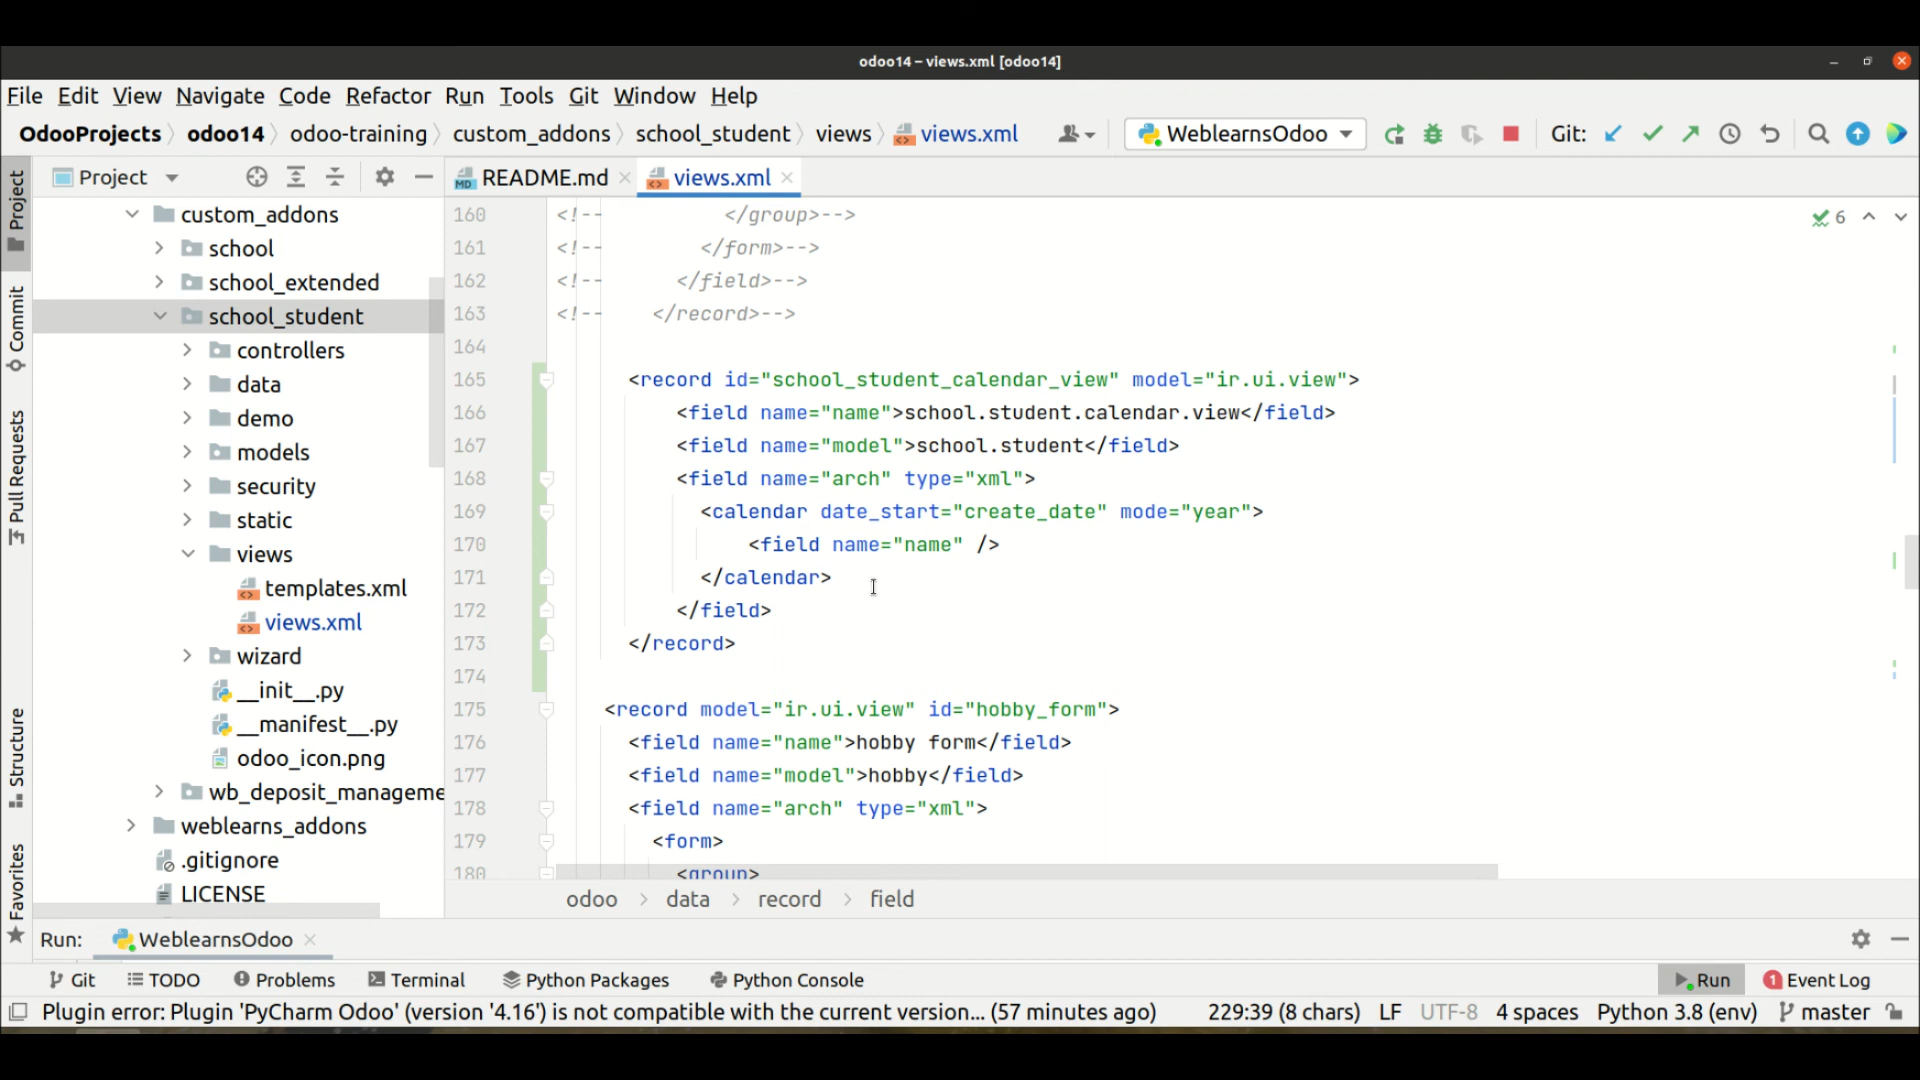 odoo14 – views.xml [odoo14]
File Edit View Navigate Code Refactor Run Tools Git Window Help
OdooProjects odoo14 odoo-training custom_addons school_student views views.xml WeblearnsOdoo Git:
Project README.md views.xml
custom_addons
school
school_extended
school_student
controllers
data
demo
models
security
static
views
templates.xml
views.xml
wizard
__init__.py
__manifest__.py
odoo_icon.png
wb_deposit_manageme
weblearns_addons
.gitignore
LICENSE
Project
Commit
Pull Requests
Structure
Favorites
6
160 <!--          </group>-->
161 <!--        </form>-->
162 <!--      </field>-->
163 <!--    </record>-->
164
165 <record id="school_student_calendar_view" model="ir.ui.view">
166 <field name="name">school.student.calendar.view</field>
167 <field name="model">school.student</field>
168 <field name="arch" type="xml">
169 <calendar date_start="create_date" mode="year">
170 <field name="name" />
171 </calendar>
172 </field>
173 </record>
174
175 <record model="ir.ui.view" id="hobby_form">
176 <field name="name">hobby form</field>
177 <field name="model">hobby</field>
178 <field name="arch" type="xml">
179 <form>
180 <group>
odoo data record field
Run: WeblearnsOdoo
Git TODO Problems Terminal Python Packages Python Console Run 1 Event Log
Plugin error: Plugin 'PyCharm Odoo' (version '4.16') is not compatible with the current version... (57 minutes ago) 229:39 (8 chars) LF UTF-8 4 spaces Python 3.8 (env) master